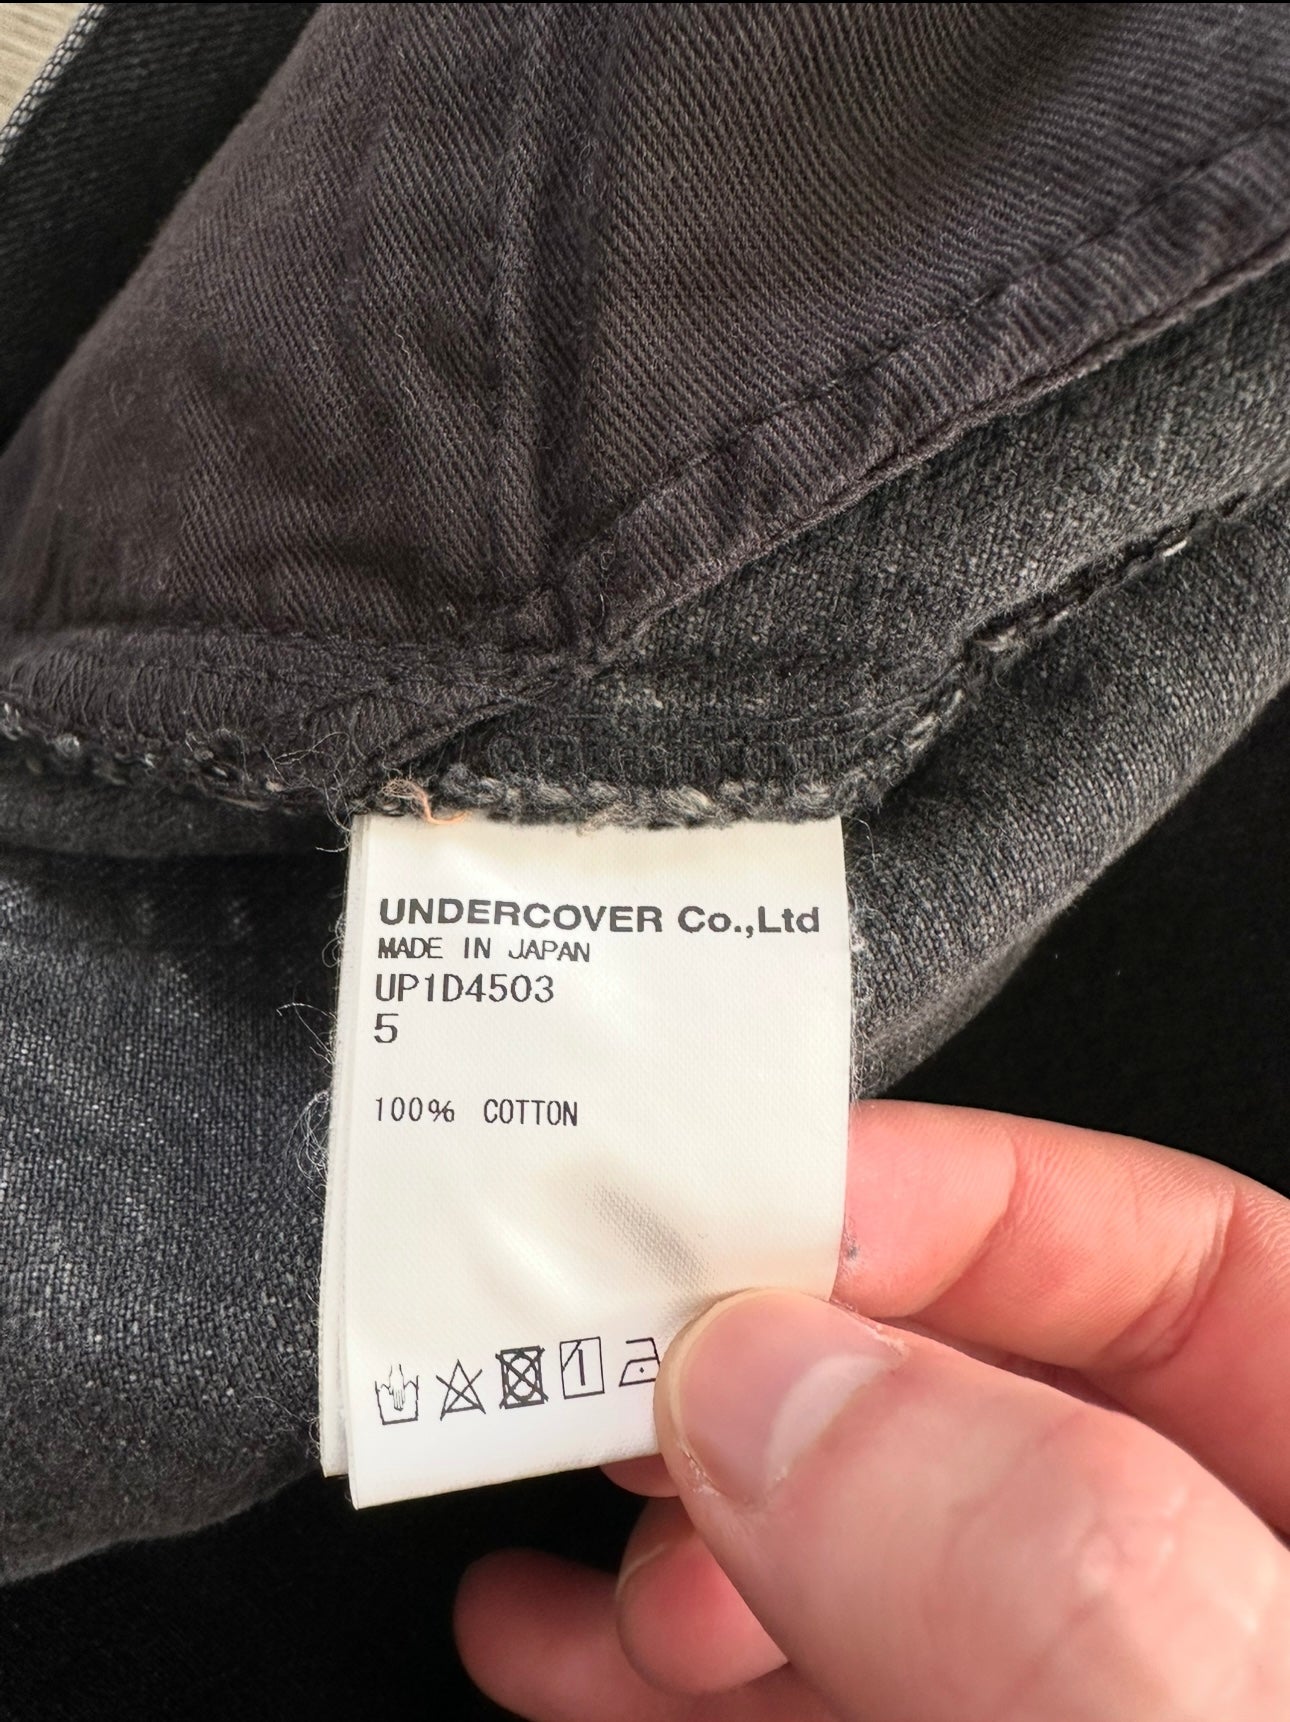 UNDERCOVER Co.,Ltd
MADE IN JAPAN
UP1D4503
5
100% COTTON